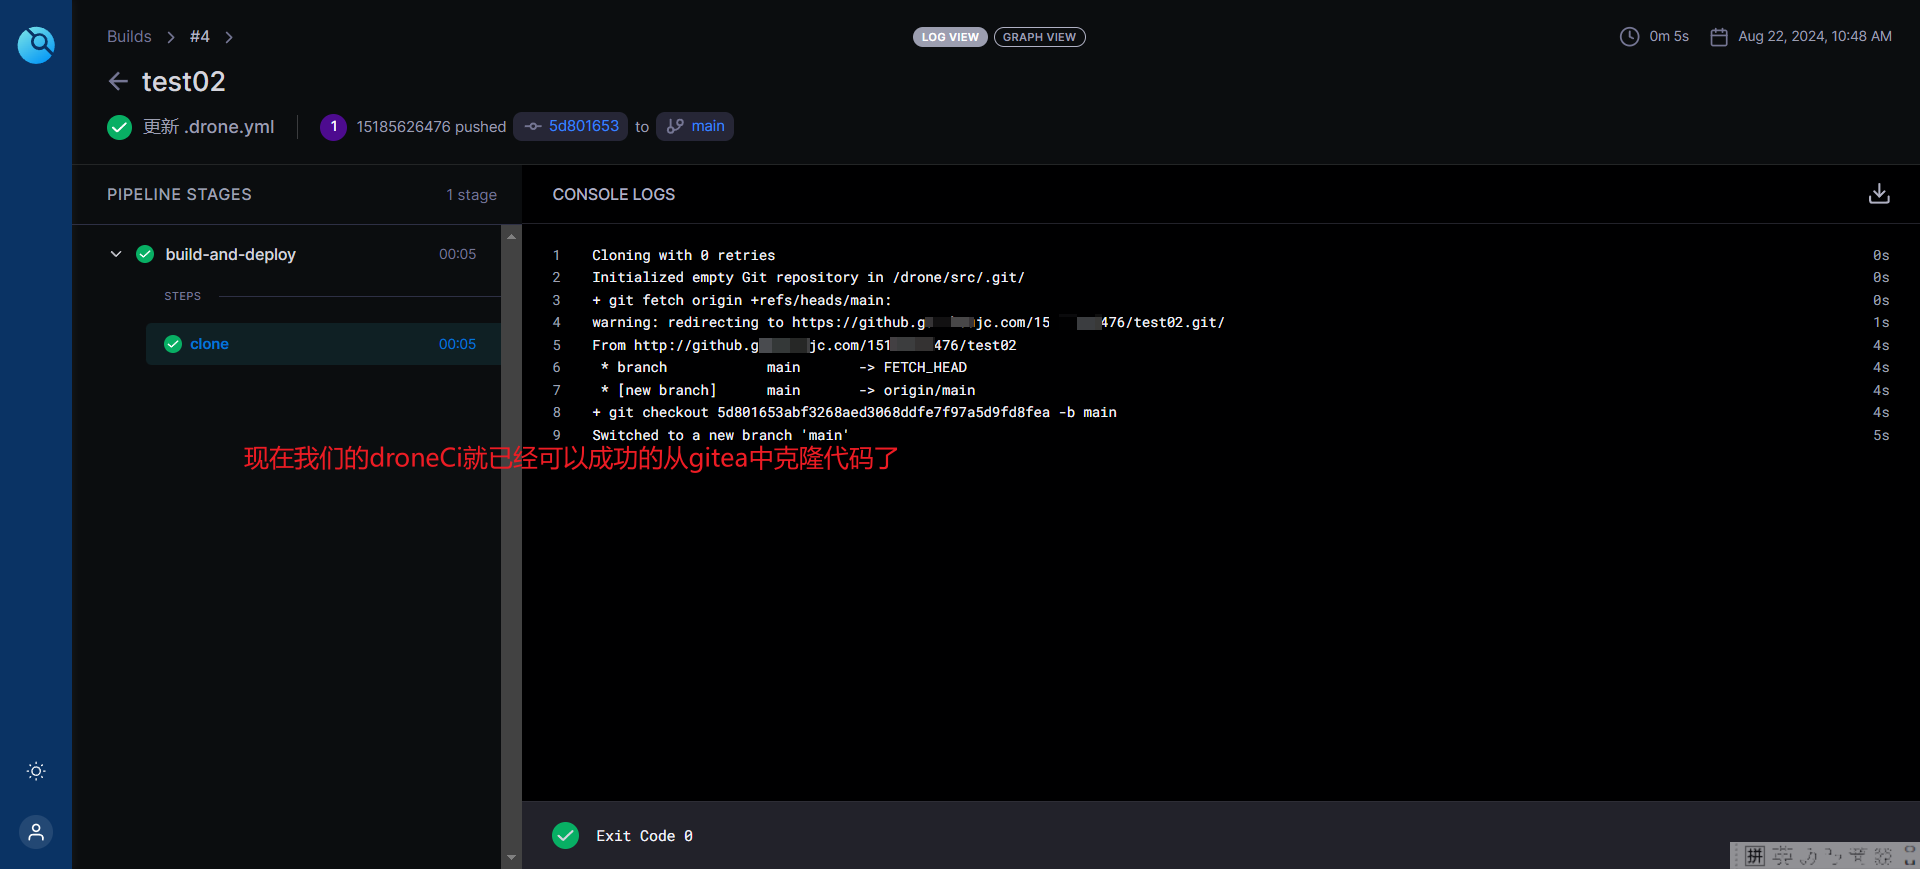 Builds > #4 >
LOG VIEW GRAPH VIEW
0m 5s Aug 22, 2024, 10:48 AM
test02
更新 .drone.yml
1 15185626476 pushed 5d801653 to main
PIPELINE STAGES 1 stage
CONSOLE LOGS
build-and-deploy 00:05
STEPS
clone 00:05
1 Cloning with 0 retries 0s
2 Initialized empty Git repository in /drone/src/.git/ 0s
3 + git fetch origin +refs/heads/main: 0s
4 warning: redirecting to https://github.g jc.com/15 476/test02.git/ 1s
5 From http://github.g jc.com/151 476/test02 4s
6 * branch main -> FETCH_HEAD 4s
7 * [new branch] main -> origin/main 4s
8 + git checkout 5d801653abf3268aed3068ddfe7f97a5d9fd8fea -b main 4s
9 Switched to a new branch 'main' 5s
现在我们的droneCi就已经可以成功的从gitea中克隆代码了
Exit Code 0
拼